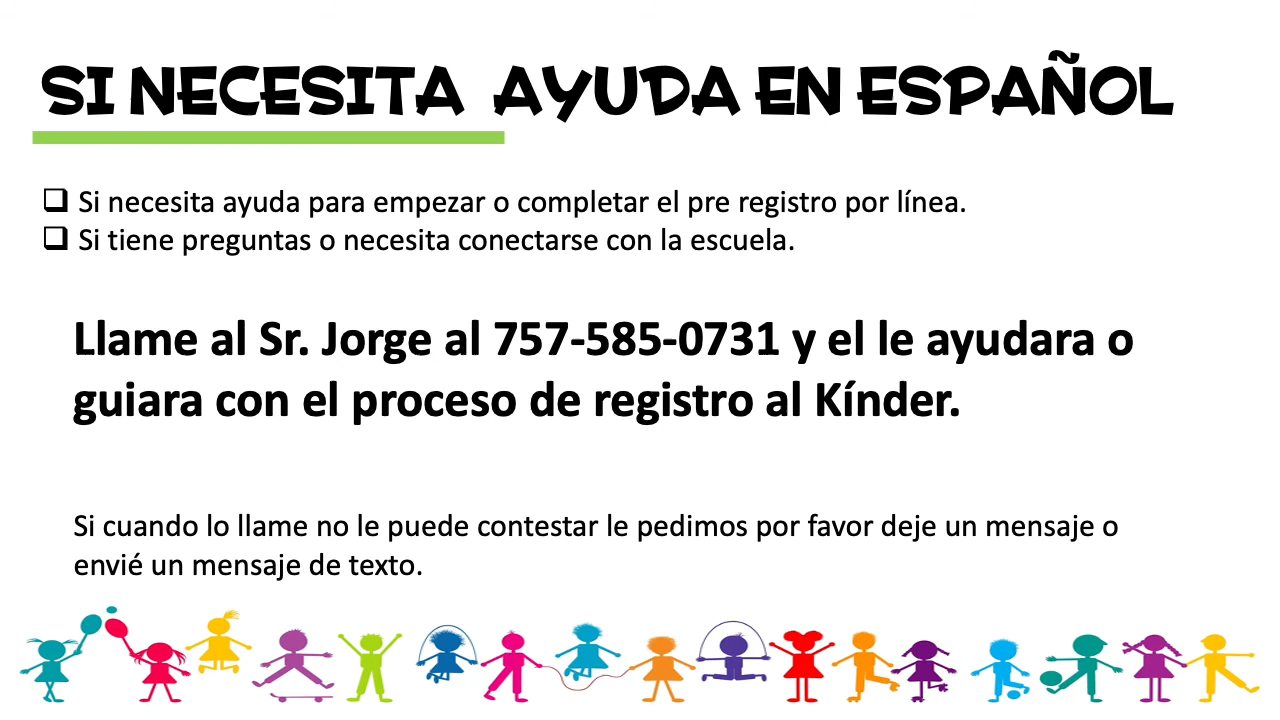 SI NECESITA AYUDA EN ESPAÑOL
❑ Si necesita ayuda para empezar o completar el pre registro por línea.
❑ Si tiene preguntas o necesita conectarse con la escuela.
Llame al Sr. Jorge al 757-585-0731 y el le ayudara o
guiara con el proceso de registro al Kínder.
Si cuando lo llame no le puede contestar le pedimos por favor deje un mensaje o
envié un mensaje de texto.